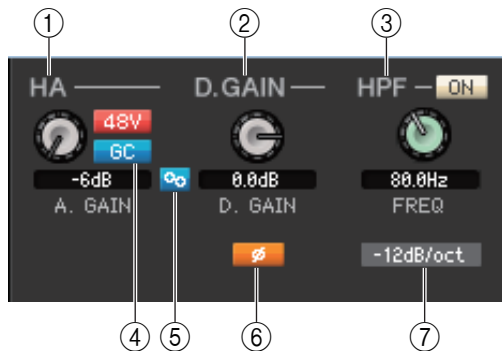 ① ② ③
HA D.GAIN HPF ON
48V
GC
-6dB 0.0dB 80.0Hz
A. GAIN D. GAIN FREQ
ø -12dB/oct
④ ⑤ ⑥ ⑦